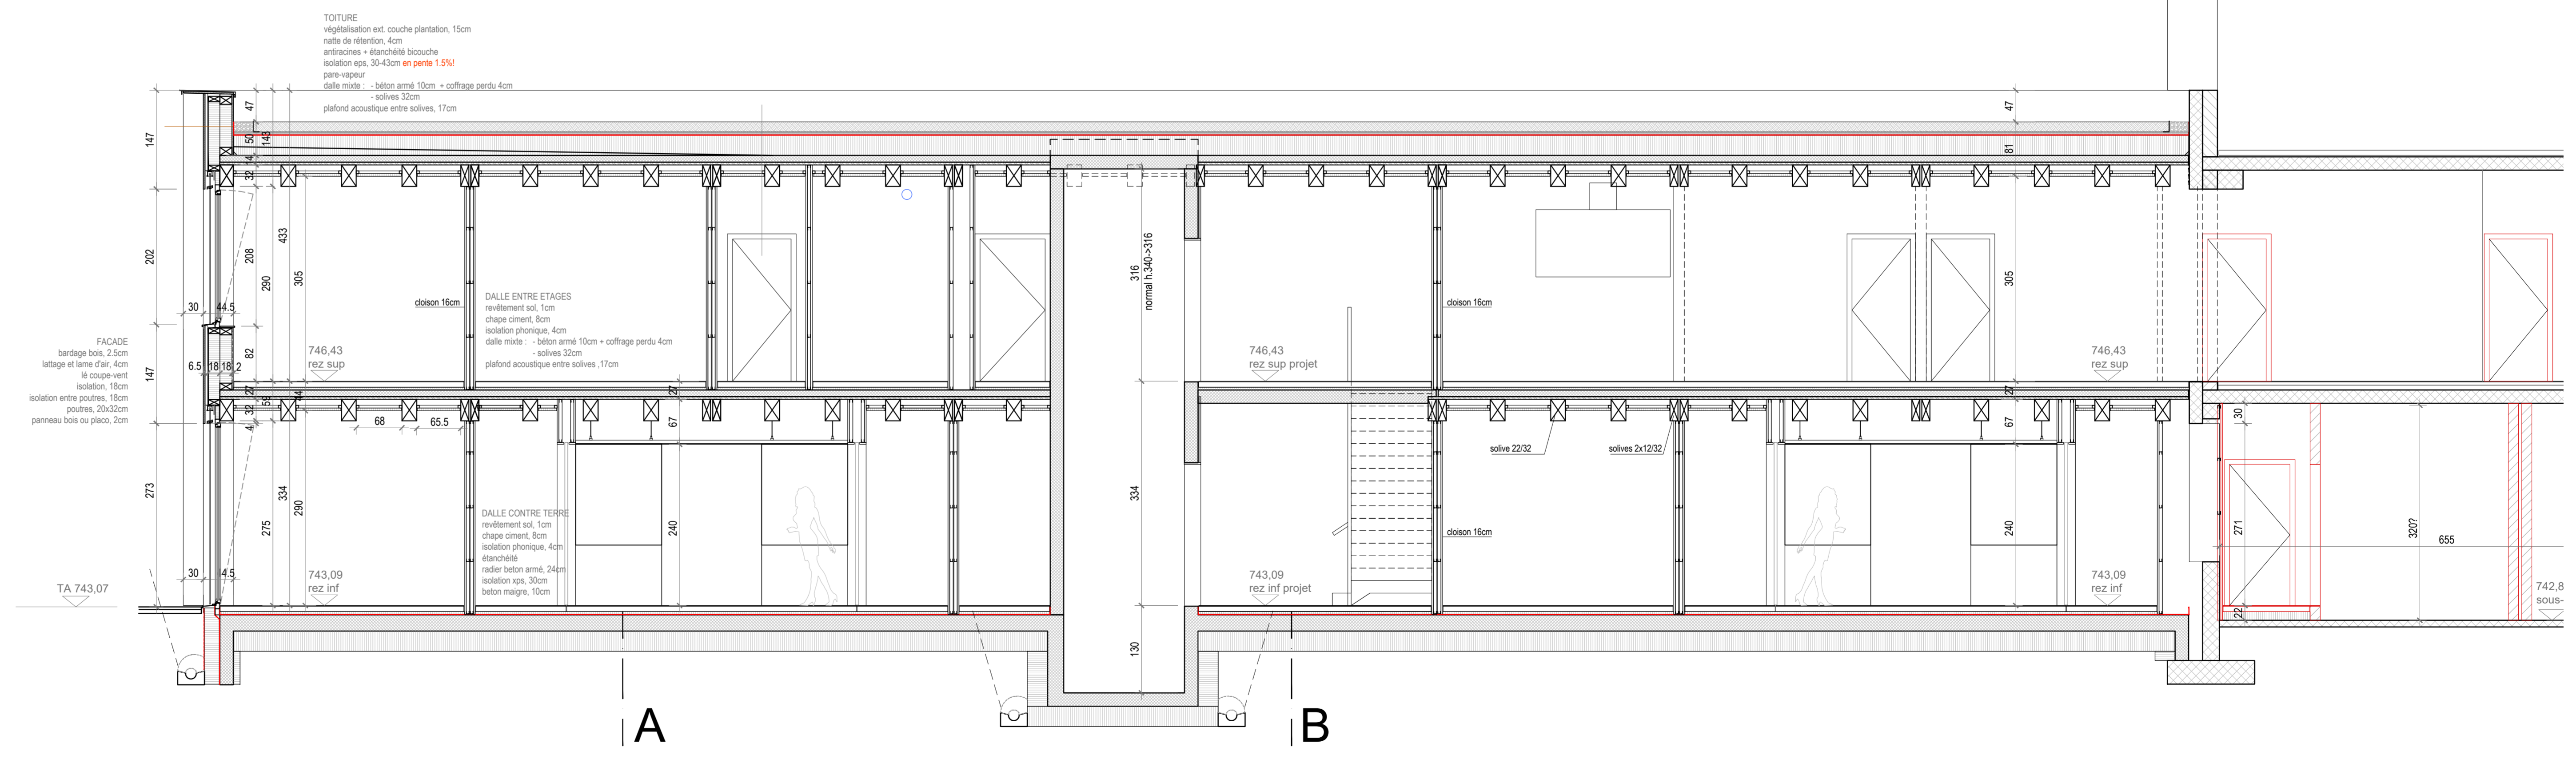 TOITURE
végétalisation ext. couche plantation, 15cm
natte de rétention, 4cm
antiracines + étanchéité bicouche
isolation eps, 30-43cm en pente 1.5%!
pare-vapeur
dalle mixte : - béton armé 10cm + coffrage perdu 4cm
- solives 32cm
plafond acoustique entre solives, 17cm
147
202
147
273
47
50
143
14
32
208
290
433
305
30
44.5
82
6.5
18
18
2
27
59
32
44
4
68
65.5
275
334
290
30
4.5
FACADE
bardage bois, 2.5cm
lattage et lame d'air, 4cm
lé coupe-vent
isolation, 18cm
isolation entre poutres, 18cm
poutres, 20x32cm
panneau bois ou placo, 2cm
TA 743,07
746,43
rez sup
743,09
rez inf
cloison 16cm
DALLE ENTRE ETAGES
revêtement sol, 1cm
chape ciment, 8cm
isolation phonique, 4cm
dalle mixte : - béton armé 10cm + coffrage perdu 4cm
- solives 32cm
plafond acoustique entre solives ,17cm
27
67
240
DALLE CONTRE TERRE
revêtement sol, 1cm
chape ciment, 8cm
isolation phonique, 4cm
étanchéité
radier beton armé, 24cm
isolation xps, 30cm
beton maigre, 10cm
316
normal h.340->316
334
130
746,43
rez sup projet
743,09
rez inf projet
cloison 16cm
cloison 16cm
solive 22/32
solives 2x12/32
47
81
305
27
67
240
746,43
rez sup
743,09
rez inf
30
271
22
320?
655
742,8
sous-
A
B